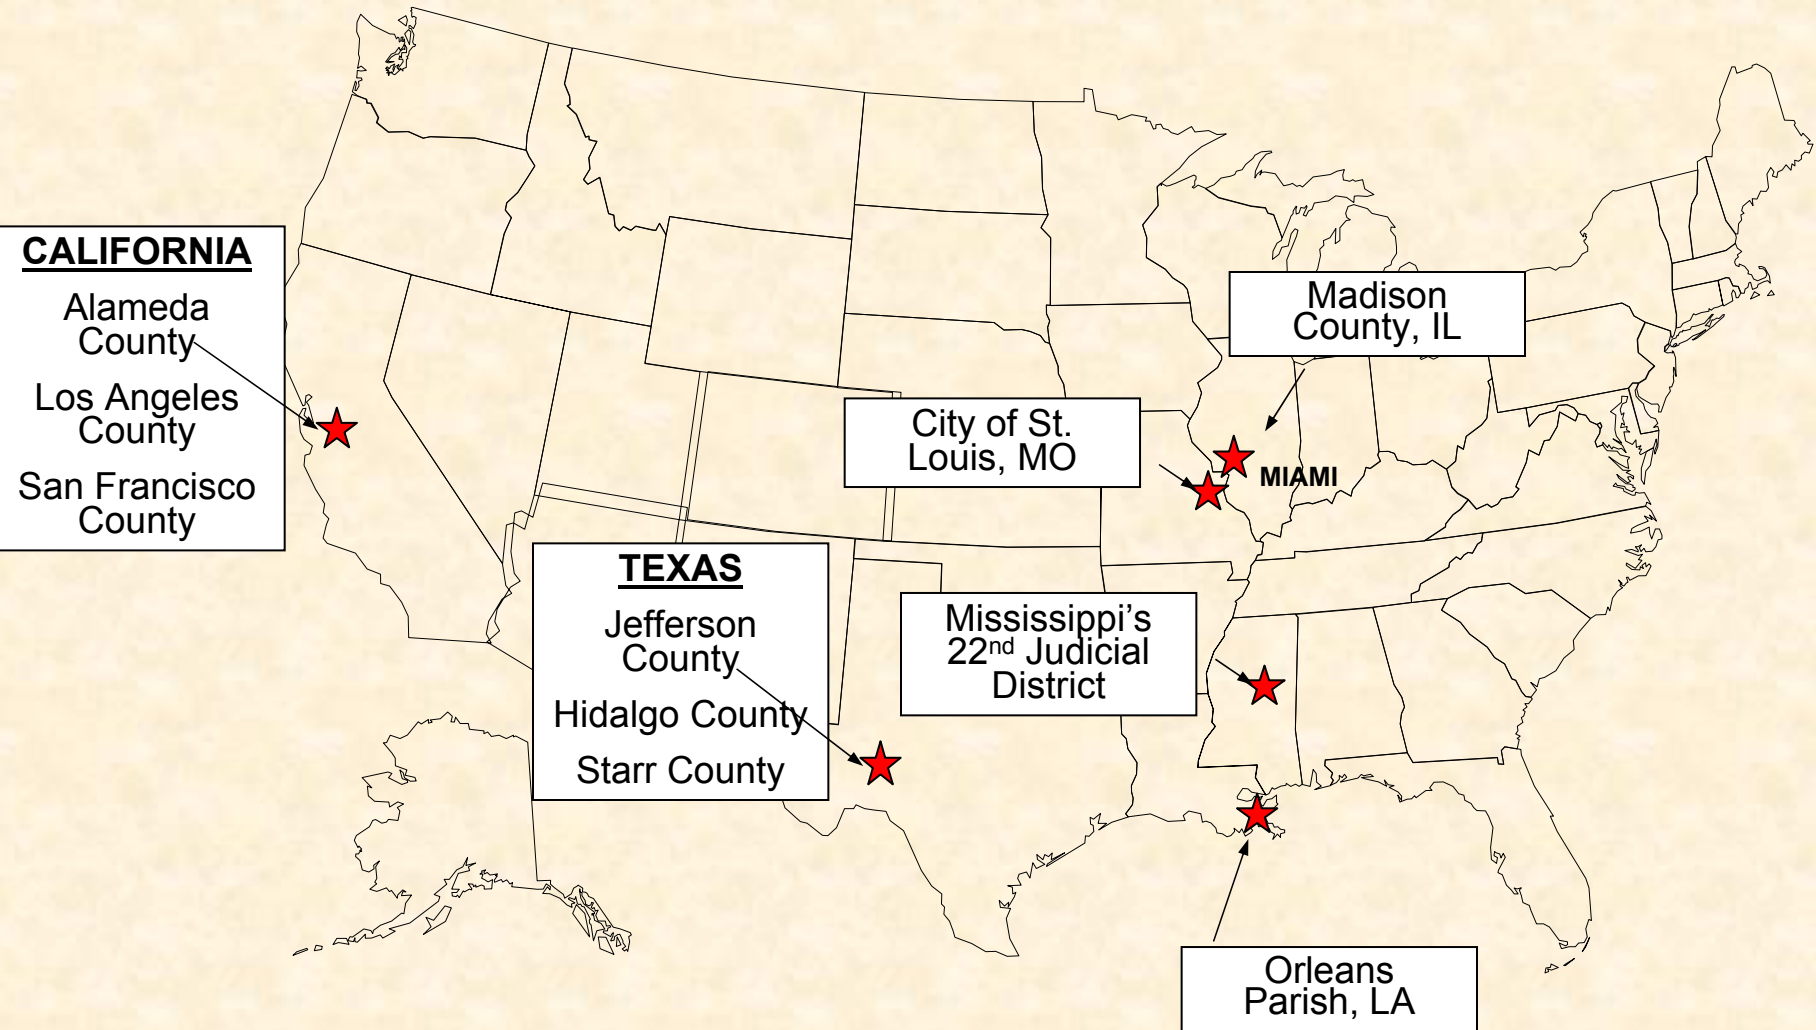 CALIFORNIA
Alameda
County
Los Angeles
County
San Francisco
County
Madison
County, IL
City of St.
Louis, MO
MIAMI
TEXAS
Jefferson
County
Hidalgo County
Starr County
Mississippi’s
22nd Judicial
District
Orleans
Parish, LA